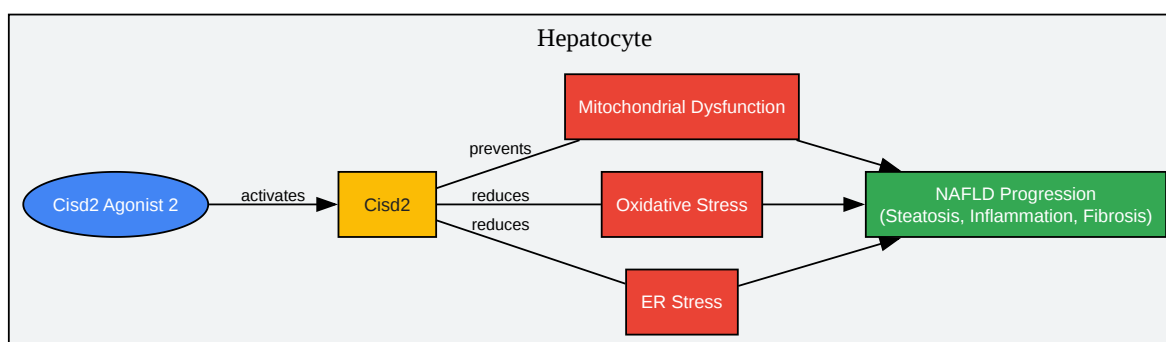 Hepatocyte
Mitochondrial Dysfunction
prevents
Cisd2 Agonist 2
activates
Cisd2
reduces
Oxidative Stress
NAFLD Progression
(Steatosis, Inflammation, Fibrosis)
reduces
ER Stress